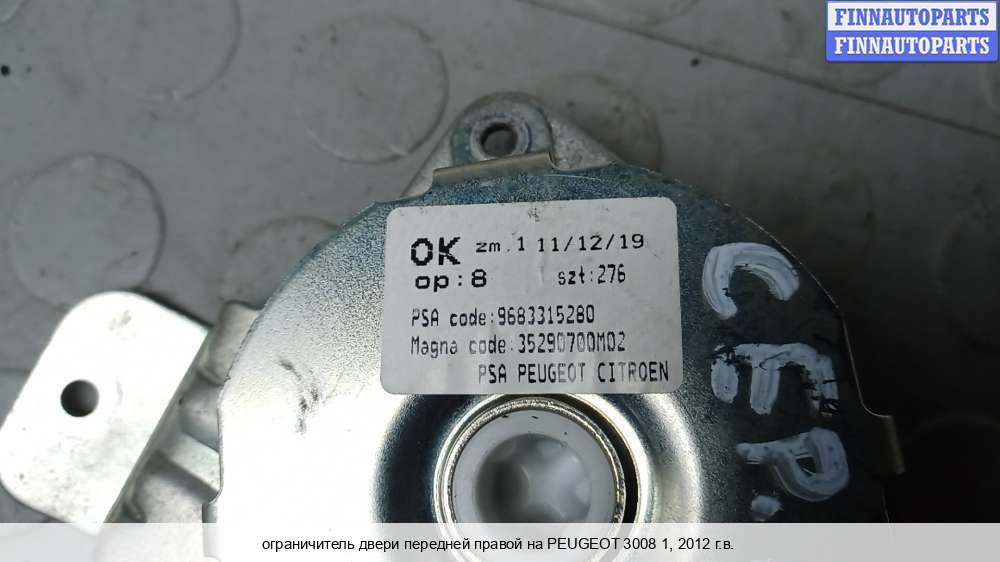 FINNAUTOPARTS
FINNAUTOPARTS
OK zm.1 11/12/19
op:8 szt:276
PSA code:9683315280
Magna code:35290700M02
PSA PEUGEOT CITROEN
СЕР.
ограничитель двери передней правой на PEUGEOT 3008 1, 2012 г.в.